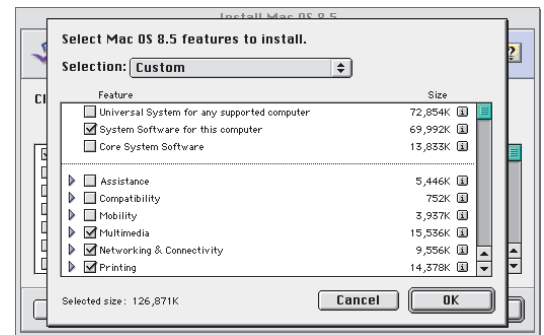 Install Mac OS 8.5
Select Mac OS 8.5 features to install.
Selection: Custom
Feature Size
Universal System for any supported computer 72,854K
System Software for this computer 69,992K
Core System Software 13,833K
Assistance 5,446K
Compatibility 752K
Mobility 3,937K
Multimedia 15,536K
Networking & Connectivity 9,556K
Printing 14,378K
Selected size: 126,871K Cancel OK